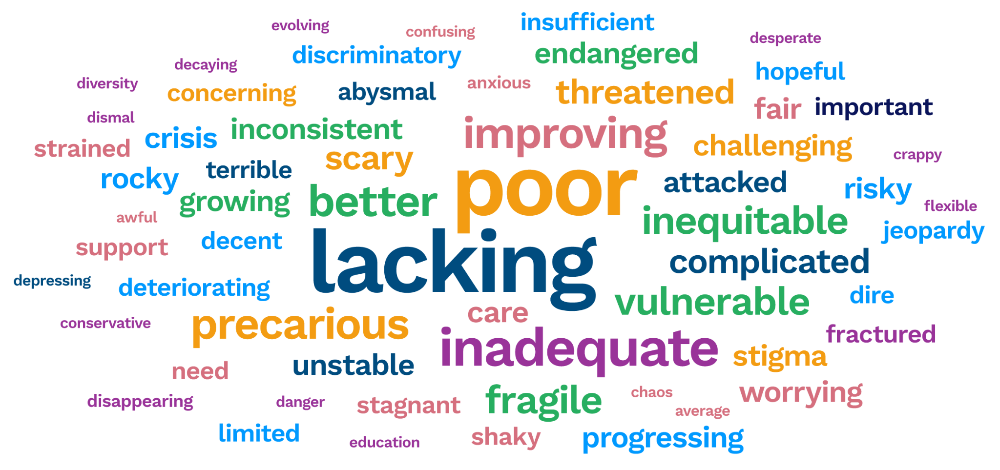 evolving
confusing
insufficient
desperate
discriminatory
endangered
decaying
hopeful
diversity
concerning
abysmal
anxious
threatened
fair
important
dismal
crisis
inconsistent
improving
challenging
strained
scary
crappy
rocky
terrible
poor
attacked
risky
growing
better
inequitable
flexible
awful
jeopardy
support
decent
lacking
complicated
depressing
deteriorating
vulnerable
dire
conservative
precarious
care
inadequate
fractured
need
unstable
stigma
disappearing
danger
stagnant
fragile
chaos
worrying
average
limited
education
shaky
progressing